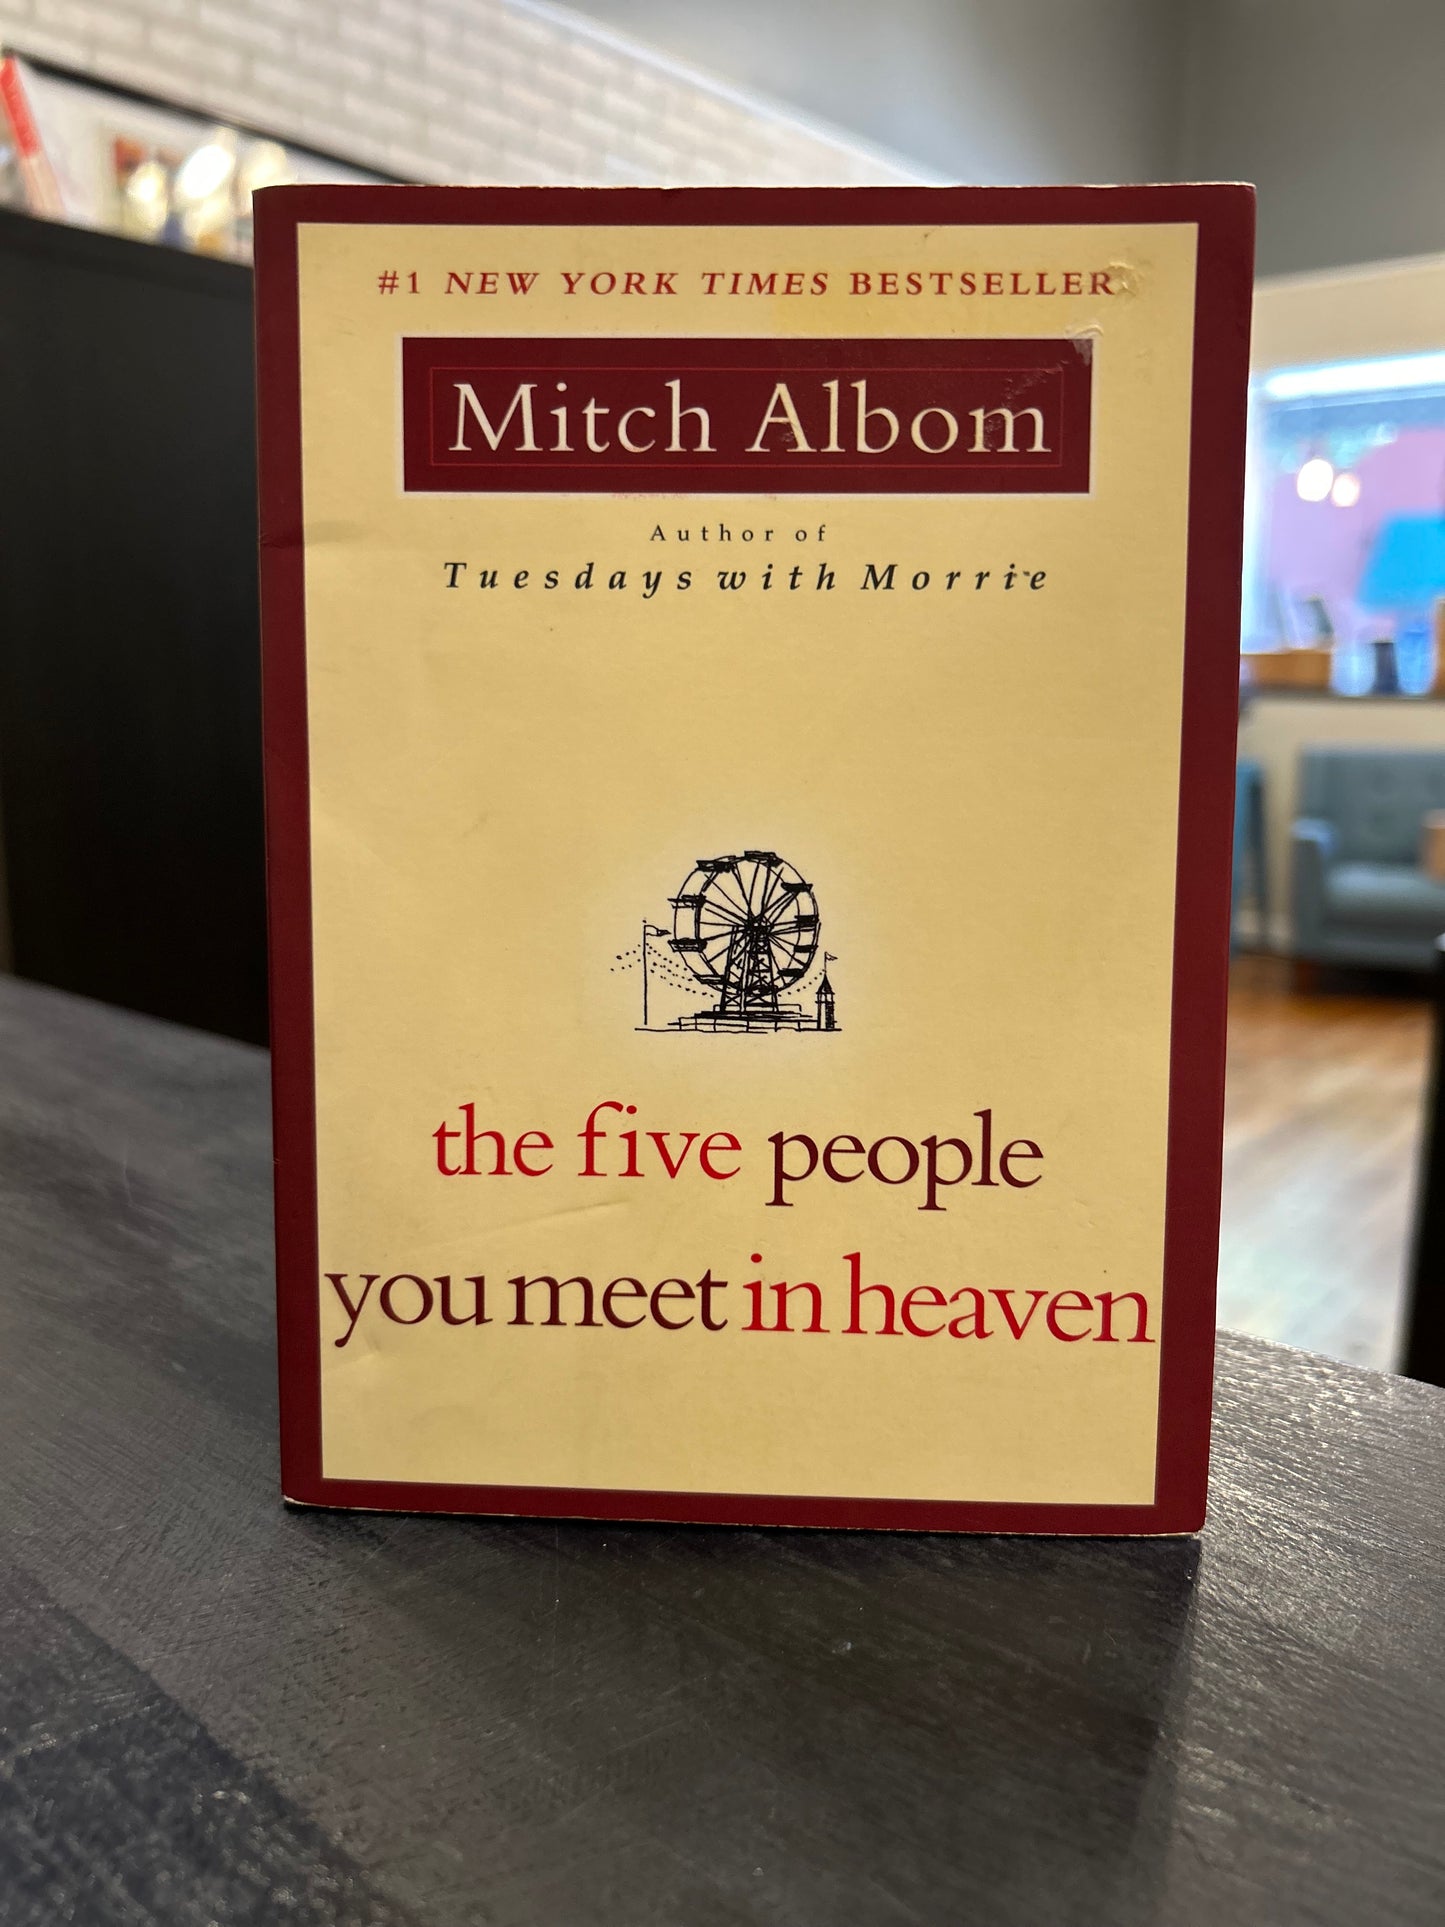 #1 NEW YORK TIMES BESTSELLER
Mitch Albom
Author of
Tuesdays with Morrie
the five people
you meet in heaven